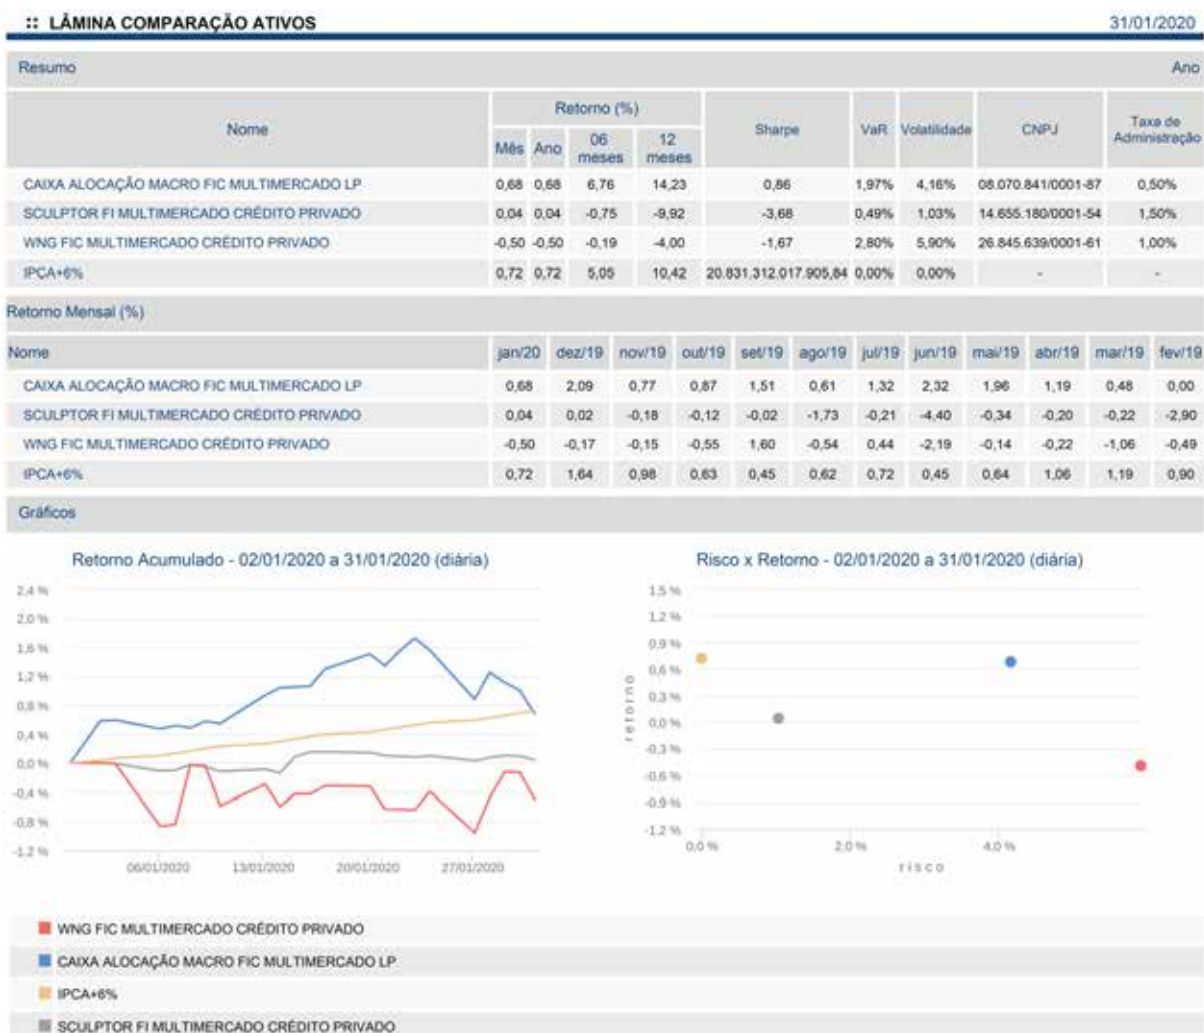 :: LÂMINA COMPARAÇÃO ATIVOS 31/01/2020
Resumo Ano
Nome Retorno (%) Sharpe VaR Volatilidade CNPJ Taxa de Administração
Mês Ano 06 meses 12 meses
CAIXA ALOCAÇÃO MACRO FIC MULTIMERCADO LP 0,68 0,68 6,76 14,23 0,86 1,97% 4,16% 08.070.841/0001-87 0,50%
SCULPTOR FI MULTIMERCADO CRÉDITO PRIVADO 0,04 0,04 -0,75 -9,92 -3,68 0,49% 1,03% 14.655.180/0001-54 1,50%
WNG FIC MULTIMERCADO CRÉDITO PRIVADO -0,50 -0,50 -0,19 -4,00 -1,67 2,80% 5,90% 26.845.639/0001-61 1,00%
IPCA+6% 0,72 0,72 5,05 10,42 20.831.312.017.905,84 0,00% 0,00% - -
Retorno Mensal (%)
Nome jan/20 dez/19 nov/19 out/19 set/19 ago/19 jul/19 jun/19 mai/19 abr/19 mar/19 fev/19
CAIXA ALOCAÇÃO MACRO FIC MULTIMERCADO LP 0,68 2,09 0,77 0,87 1,51 0,61 1,32 2,32 1,96 1,19 0,48 0,00
SCULPTOR FI MULTIMERCADO CRÉDITO PRIVADO 0,04 0,02 -0,18 -0,12 -0,02 -1,73 -0,21 -4,40 -0,34 -0,20 -0,22 -2,90
WNG FIC MULTIMERCADO CRÉDITO PRIVADO -0,50 -0,17 -0,15 -0,55 1,60 -0,54 0,44 -2,19 -0,14 -0,22 -1,06 -0,49
IPCA+6% 0,72 1,64 0,98 0,63 0,45 0,62 0,72 0,45 0,64 1,06 1,19 0,90
Gráficos
Retorno Acumulado - 02/01/2020 a 31/01/2020 (diária)
2,4 %
2,0 %
1,6 %
1,2 %
0,8 %
0,4 %
0,0 %
-0,4 %
-0,8 %
-1,2 %
06/01/2020 13/01/2020 20/01/2020 27/01/2020
Risco x Retorno - 02/01/2020 a 31/01/2020 (diária)
1,5 %
1,2 %
0,9 %
0,6 %
0,3 %
0,0 %
-0,3 %
-0,6 %
-0,9 %
-1,2 %
retorno
0,0 % 2,0 % 4,0 %
risco
WNG FIC MULTIMERCADO CRÉDITO PRIVADO
CAIXA ALOCAÇÃO MACRO FIC MULTIMERCADO LP
IPCA+6%
SCULPTOR FI MULTIMERCADO CRÉDITO PRIVADO